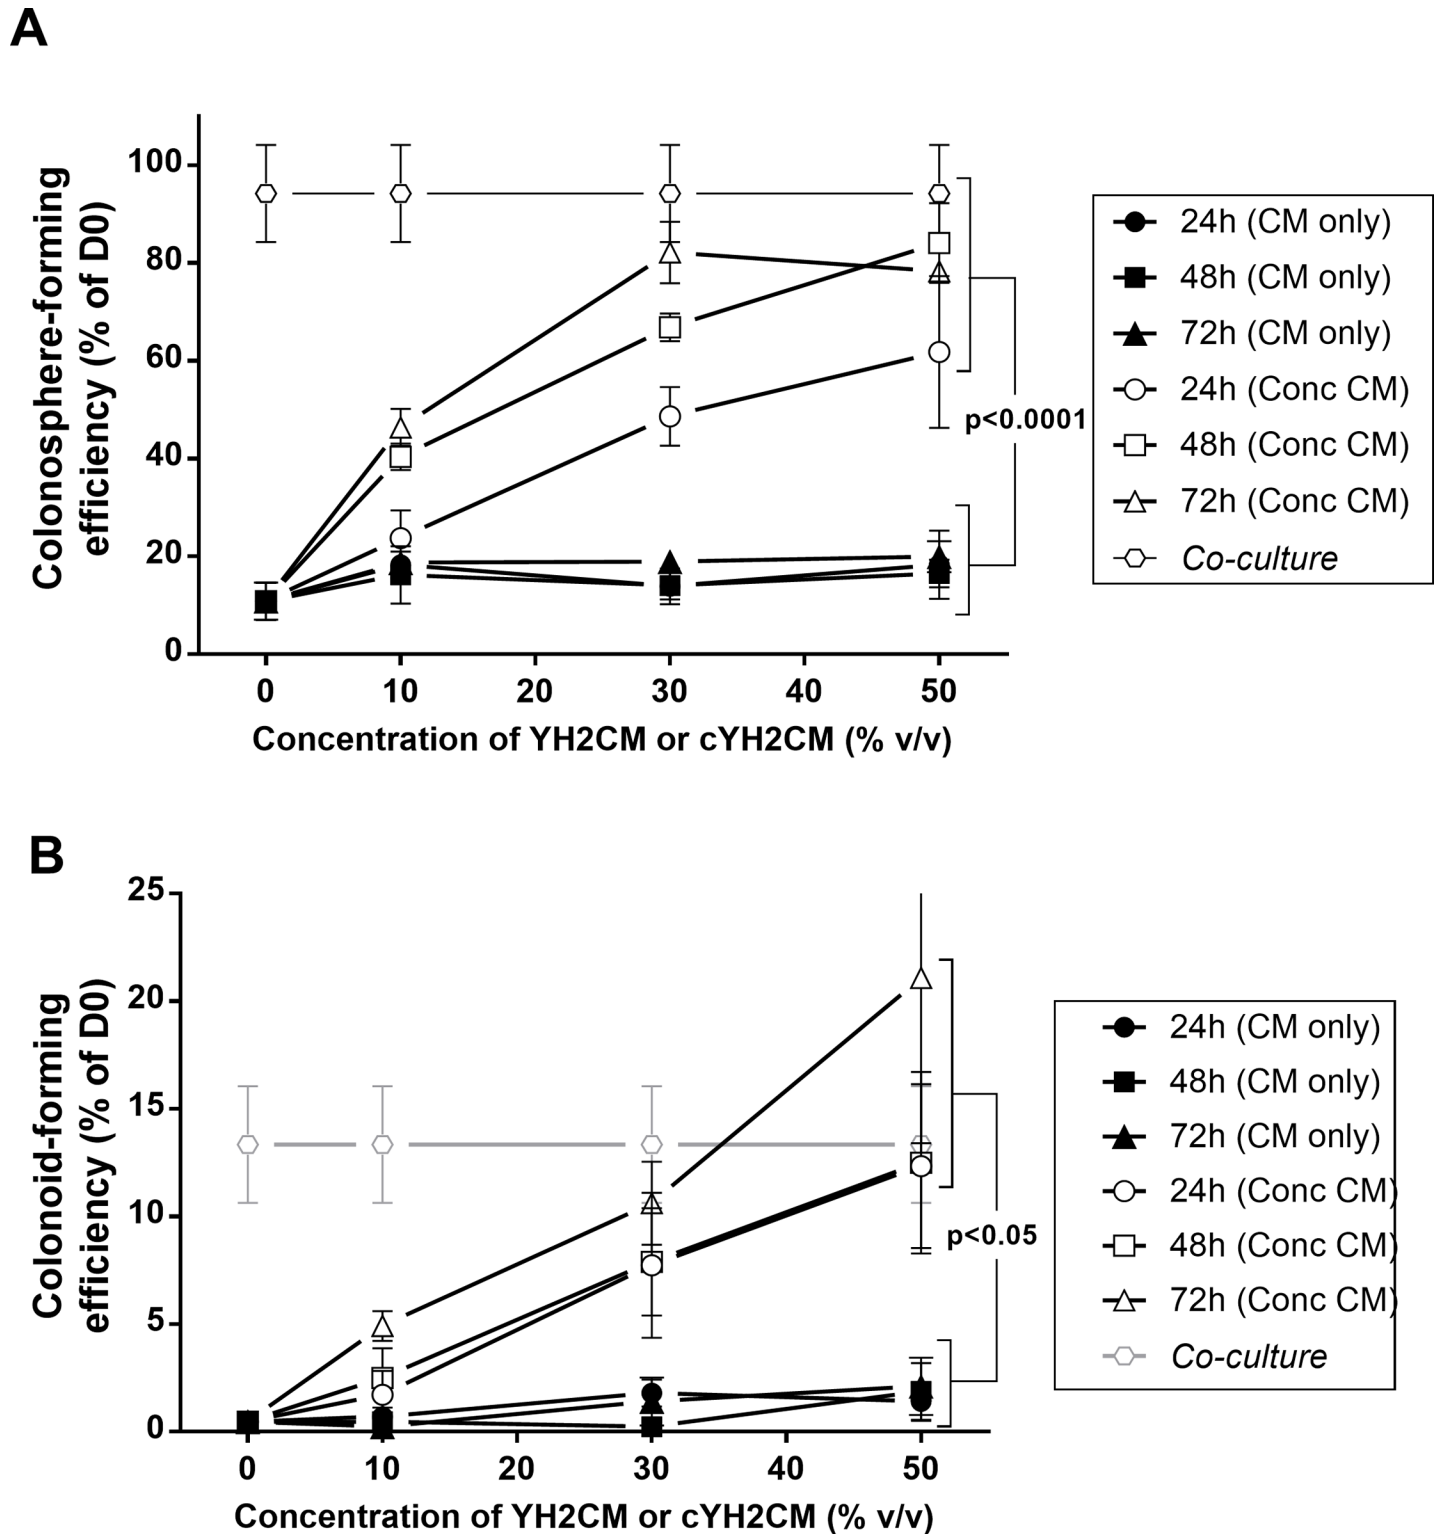 A
Colonosphere-forming
efficiency (% of D0)
100
80
60
40
20
0
0 10 20 30 40 50
Concentration of YH2CM or cYH2CM (% v/v)
p<0.0001
24h (CM only)
48h (CM only)
72h (CM only)
24h (Conc CM)
48h (Conc CM)
72h (Conc CM)
Co-culture
B
Colonoid-forming
efficiency (% of D0)
25
20
15
10
5
0
0 10 20 30 40 50
Concentration of YH2CM or cYH2CM (% v/v)
p<0.05
24h (CM only)
48h (CM only)
72h (CM only)
24h (Conc CM)
48h (Conc CM)
72h (Conc CM)
Co-culture